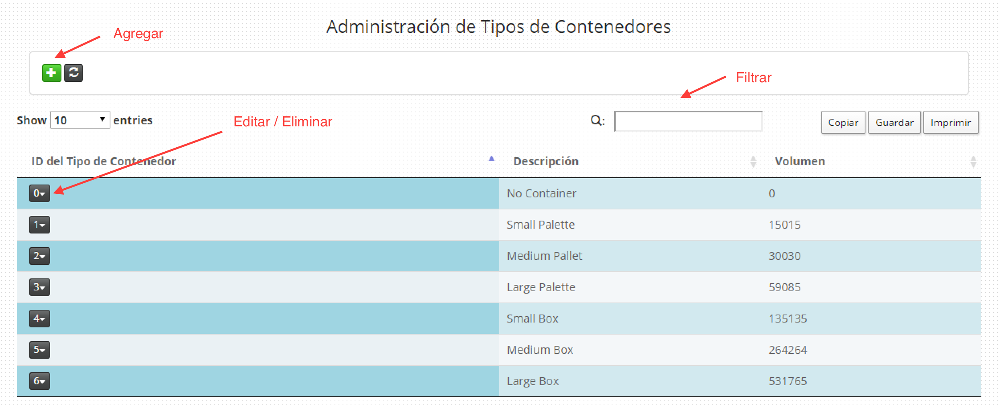 Administración de Tipos de Contenedores
Agregar
Filtrar
Show 10 entries
Editar / Eliminar
:
Copiar Guardar Imprimir
ID del Tipo de Contenedor Descripción Volumen
0 No Container 0
1 Small Palette 15015
2 Medium Pallet 30030
3 Large Palette 59085
4 Small Box 135135
5 Medium Box 264264
6 Large Box 531765